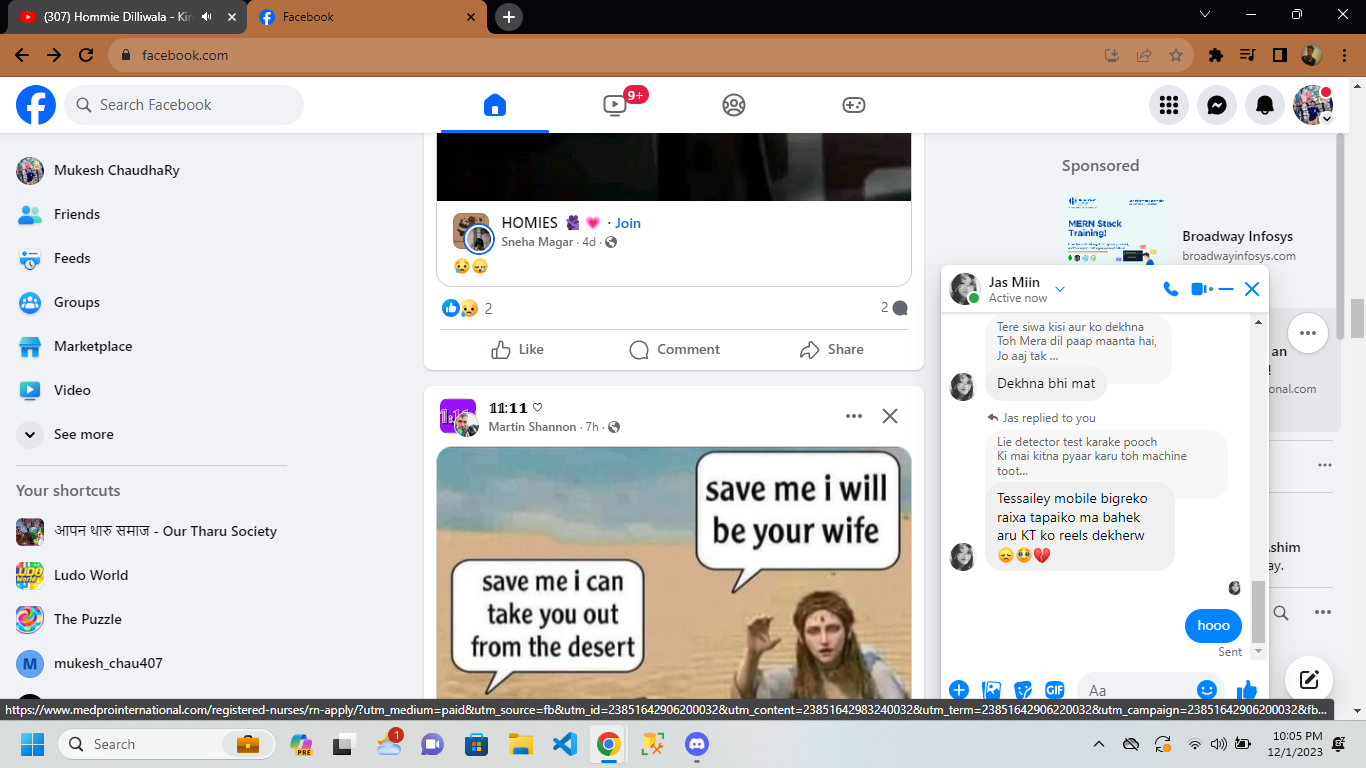 (307) Hommie Dilliwala - Kir
Facebook
facebook.com
Search Facebook
9+
Mukesh ChaudhaRy
Friends
Feeds
Groups
Marketplace
Video
See more
Your shortcuts
आपन थारु समाज - Our Tharu Society
Ludo World
The Puzzle
M
mukesh_chau407
HOMIES · Join
Sneha Magar · 4d ·
2
2
Like
Comment
Share
𝟙𝟙:𝟏𝟏 ♡
Martin Shannon · 7h ·
save me i will
be your wife
save me i can
take you out
from the desert
Sponsored
MERN Stack
Training!
Broadway Infosys
broadwayinfosys.com
an
!
onal.com
shim
ay.
Jas Miin
Active now
Tere siwa kisi aur ko dekhna
Toh Mera dil paap maanta hai,
Jo aaj tak ...
Dekhna bhi mat
Jas replied to you
Lie detector test karake pooch
Ki mai kitna pyaar karu toh machine
toot...
Tessailey mobile bigreko
raixa tapaiko ma bahek
aru KT ko reels dekherw
😞🥹💔
hooo
Sent
GIF
Aa
https://www.medprointernational.com/registered-nurses/rn-apply/?utm_medium=paid&utm_source=fb&utm_id=23851642906200032&utm_content=23851642983240032&utm_term=23851642906220032&utm_campaign=23851642906200032&fb...
Search
PRE
1
10:05 PM
12/1/2023